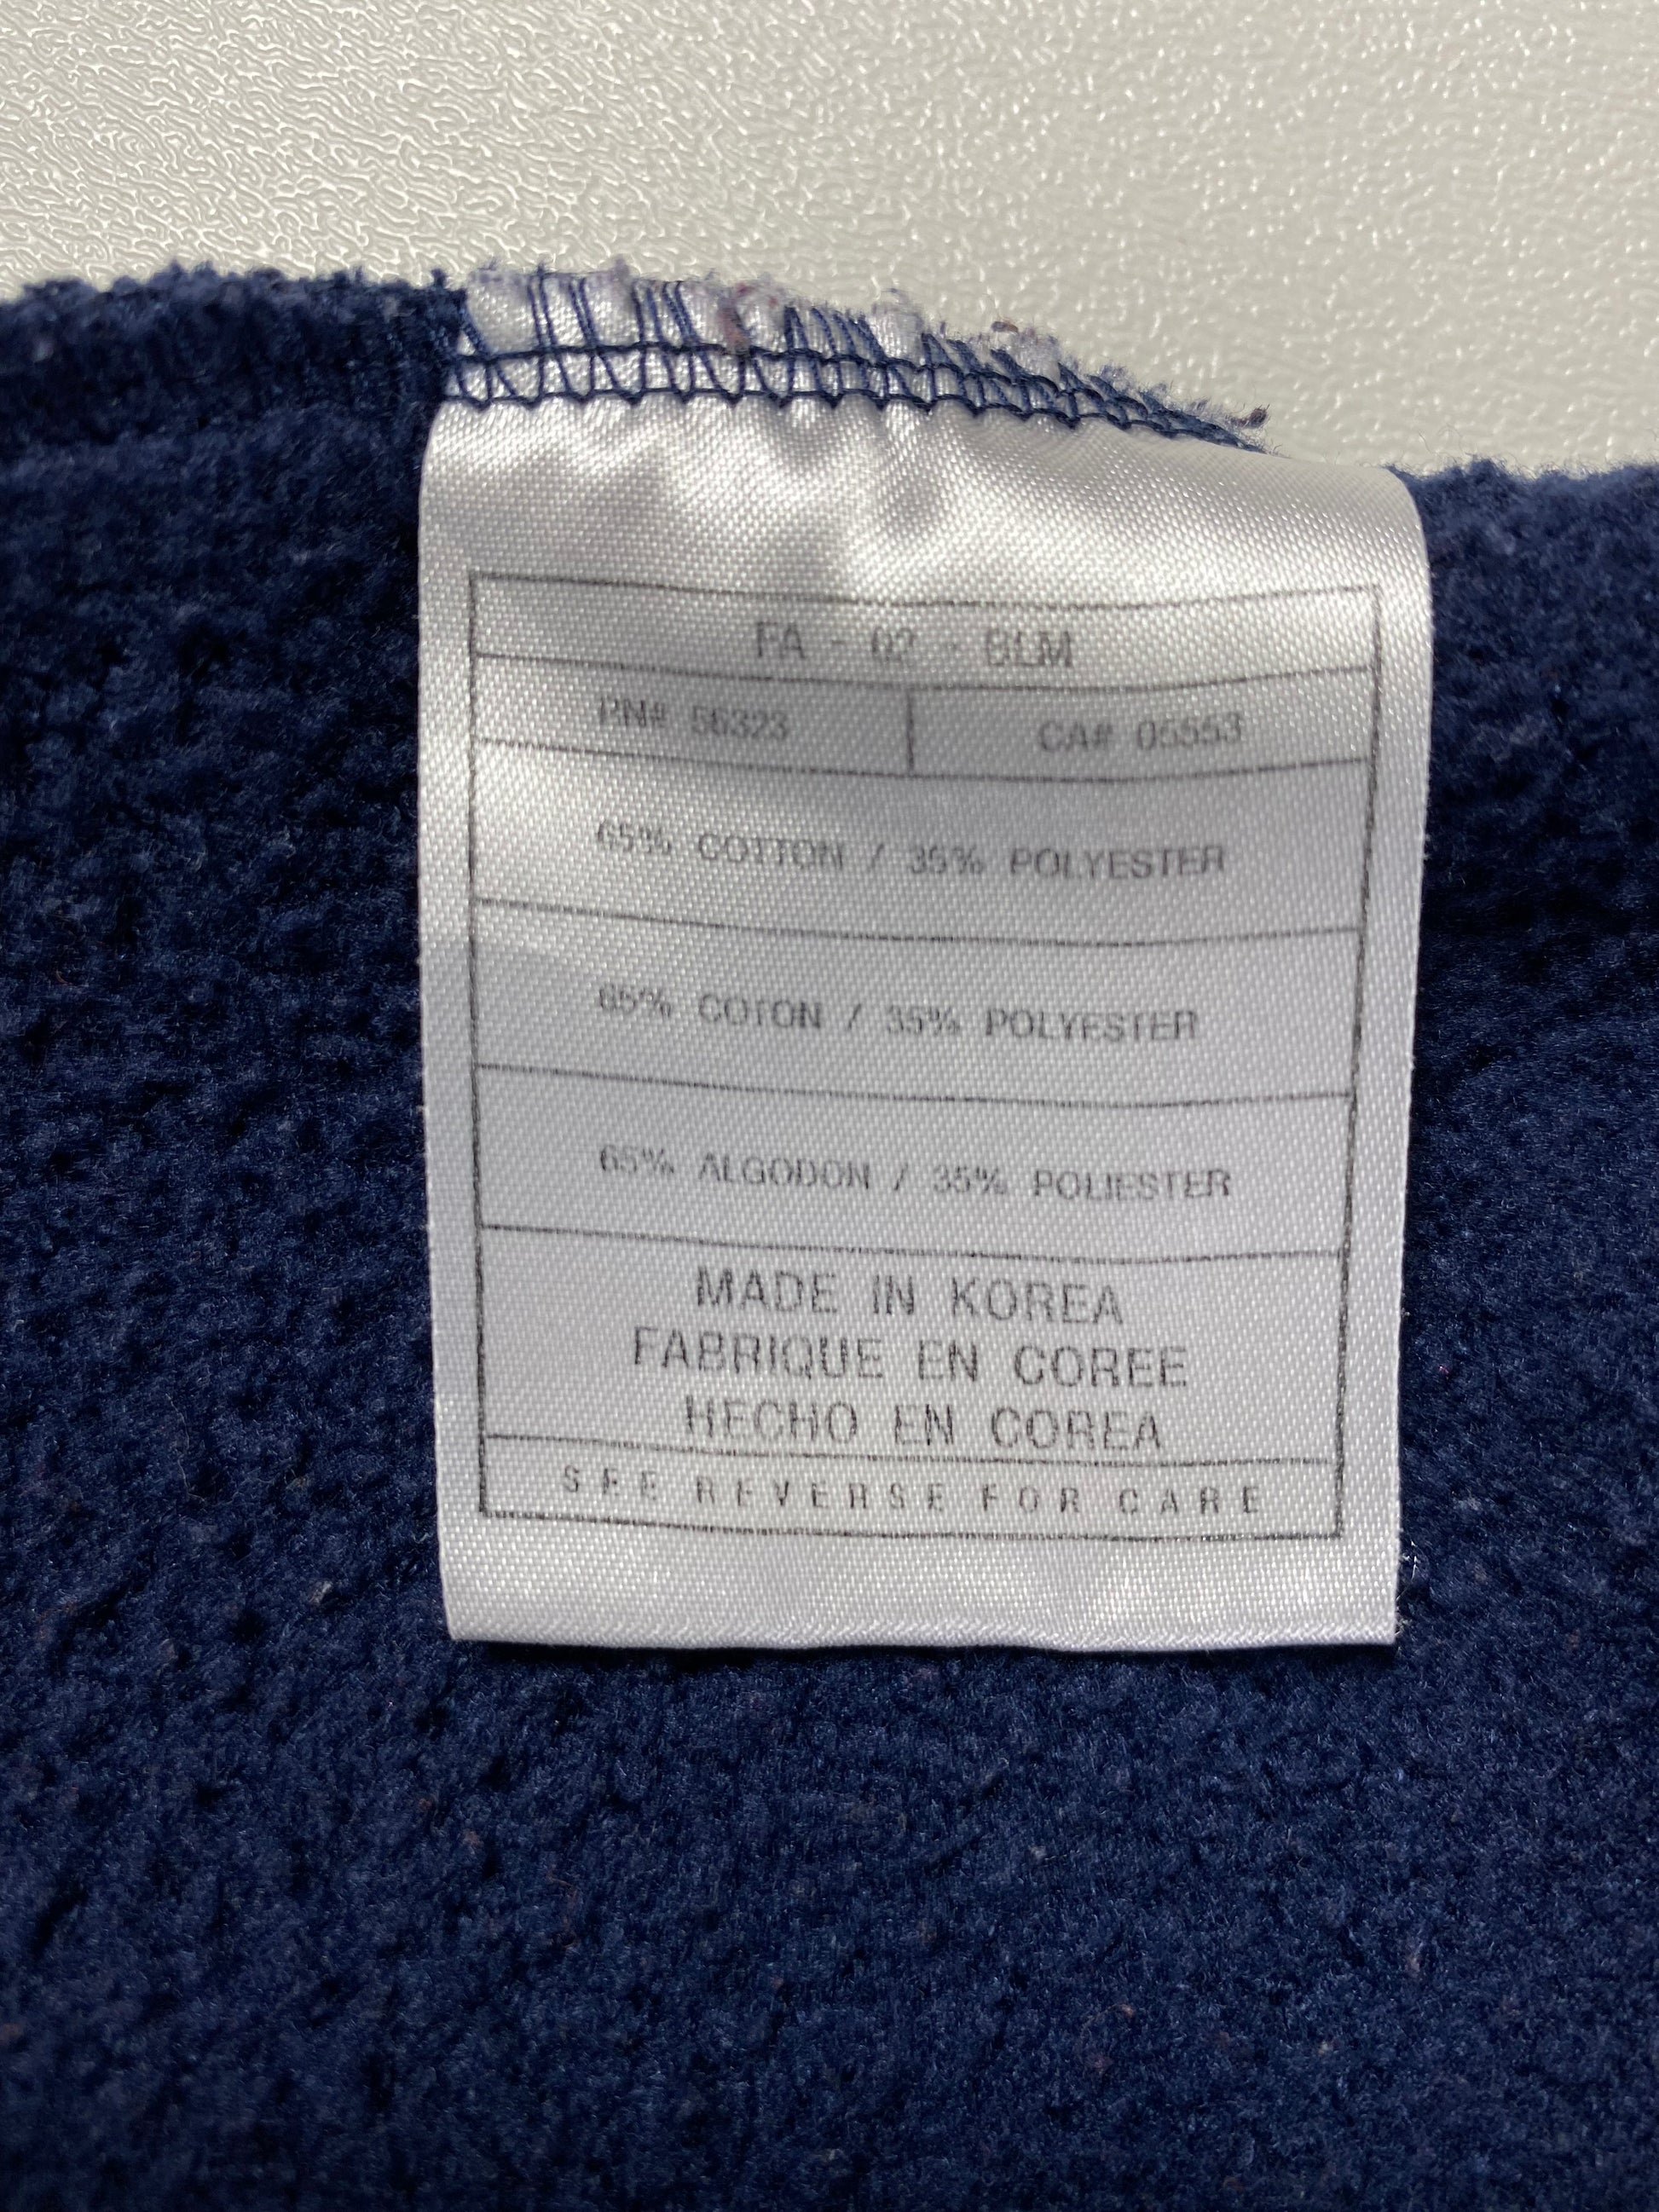 FA - 02 - BLM
RN# 56323 CA# 05553
65% COTTON / 35% POLYESTER
65% COTON / 35% POLYESTER
65% ALGODON / 35% POLIESTER
MADE IN KOREA
FABRIQUE EN COREE
HECHO EN COREA
SEE REVERSE FOR CARE